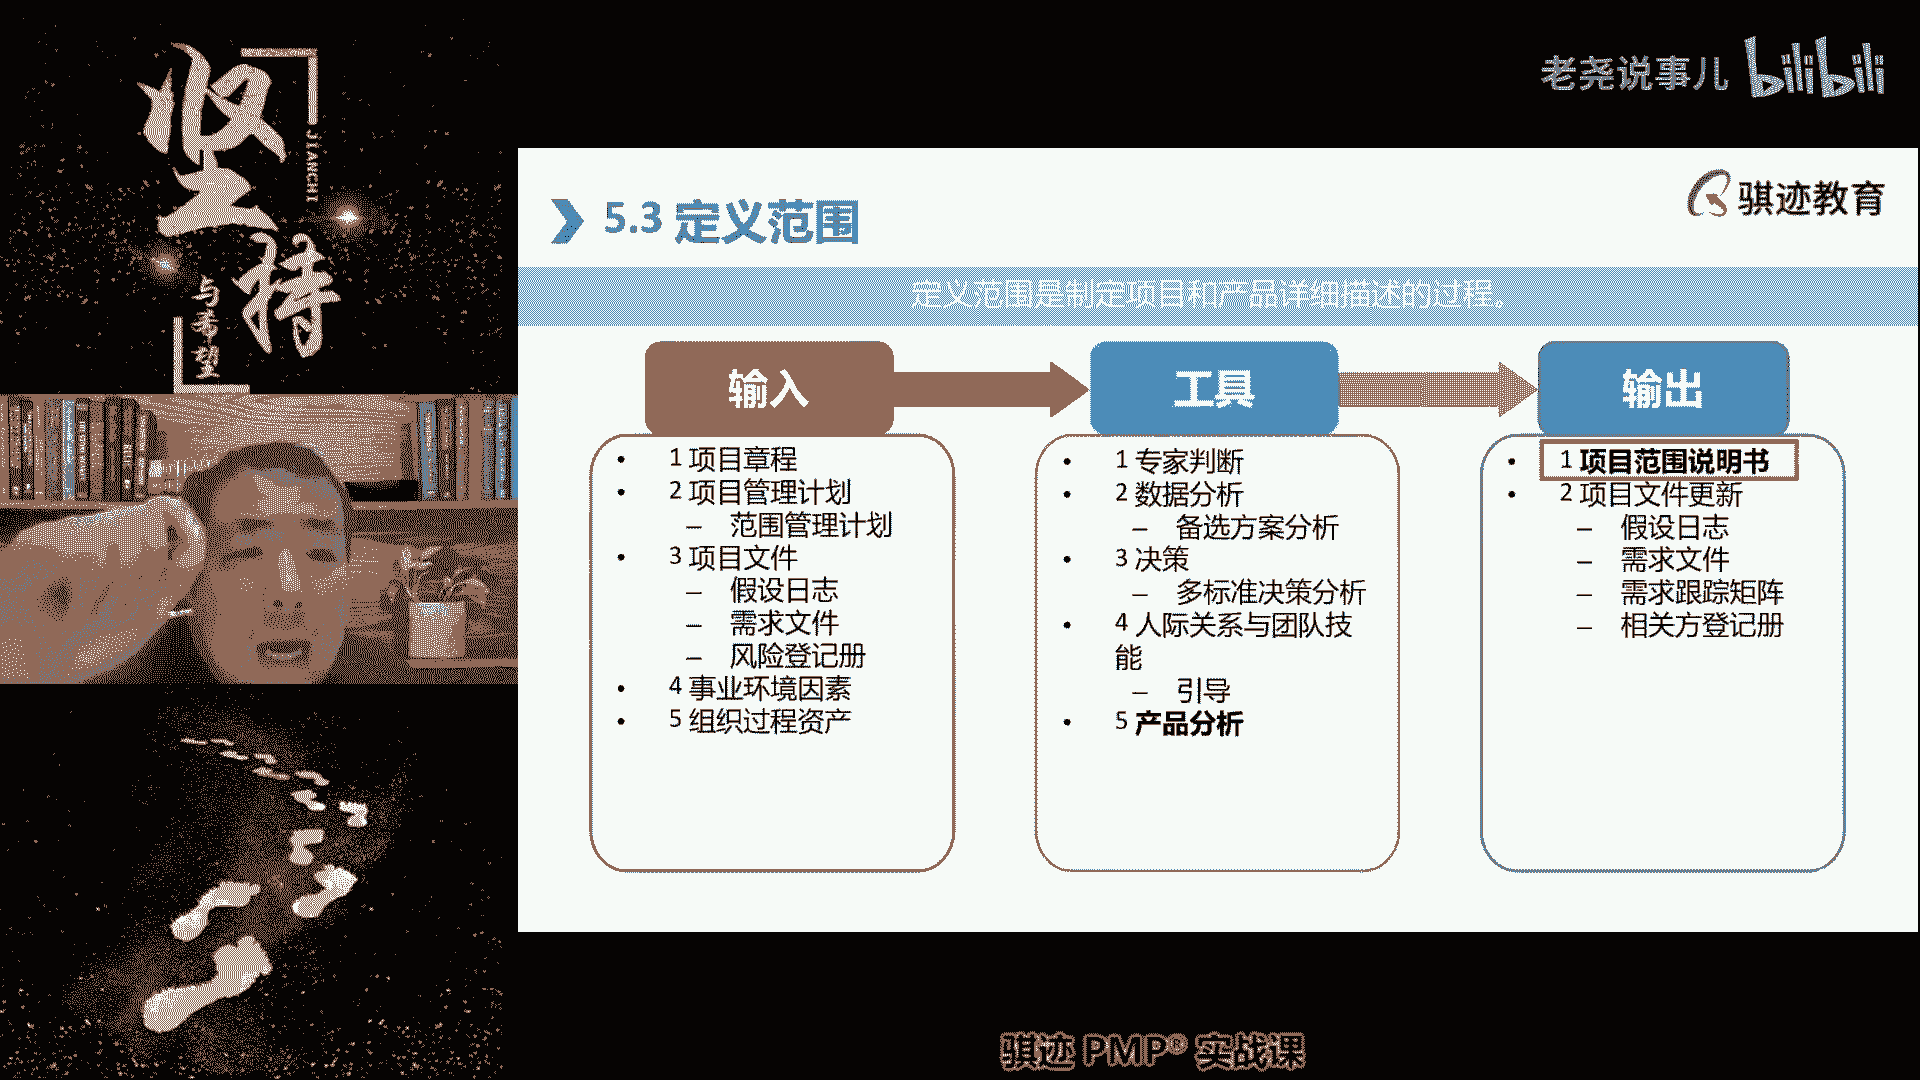 坚持
JIANCHI
与希望
老尧说事儿 bilibili
骐迹教育
5.3 定义范围
定义范围是制定项目和产品详细描述的过程。
输入
• 1 项目章程
• 2 项目管理计划
– 范围管理计划
• 3 项目文件
– 假设日志
– 需求文件
– 风险登记册
• 4 事业环境因素
• 5 组织过程资产
工具
• 1 专家判断
• 2 数据分析
– 备选方案分析
• 3 决策
– 多标准决策分析
• 4 人际关系与团队技
能
– 引导
• 5 产品分析
输出
• 1 项目范围说明书
• 2 项目文件更新
– 假设日志
– 需求文件
– 需求跟踪矩阵
– 相关方登记册
骐迹 PMP® 实战课